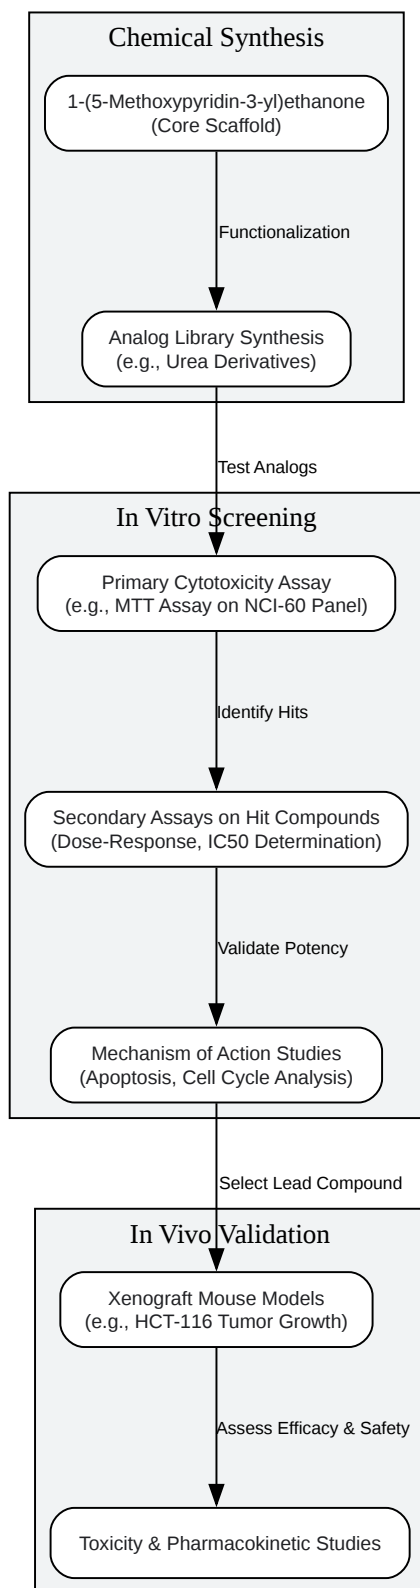 Chemical Synthesis
1-(5-Methoxypyridin-3-yl)ethanone
(Core Scaffold)
Functionalization
Analog Library Synthesis
(e.g., Urea Derivatives)
Test Analogs
In Vitro Screening
Primary Cytotoxicity Assay
(e.g., MTT Assay on NCI-60 Panel)
Identify Hits
Secondary Assays on Hit Compounds
(Dose-Response, IC50 Determination)
Validate Potency
Mechanism of Action Studies
(Apoptosis, Cell Cycle Analysis)
Select Lead Compound
In Vivo Validation
Xenograft Mouse Models
(e.g., HCT-116 Tumor Growth)
Assess Efficacy & Safety
Toxicity & Pharmacokinetic Studies